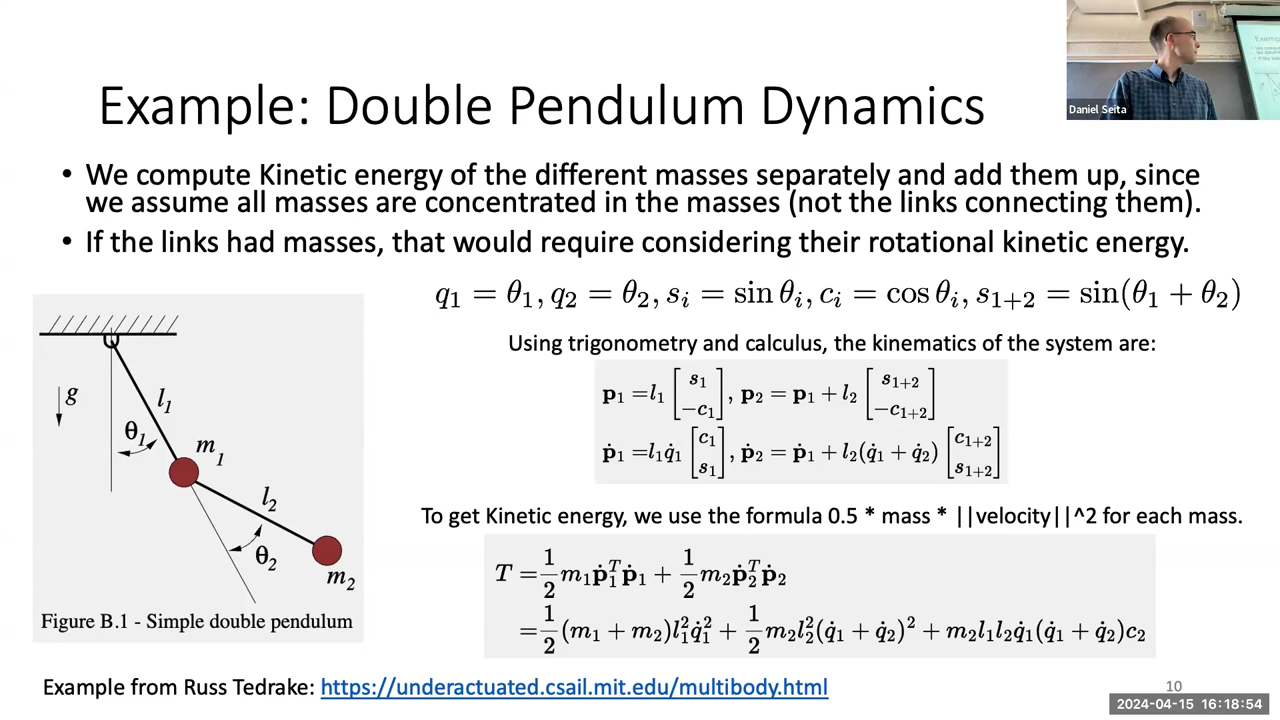 Example: Double Pendulum Dynamics
Daniel Seita
• We compute Kinetic energy of the different masses separately and add them up, since
we assume all masses are concentrated in the masses (not the links connecting them).
• If the links had masses, that would require considering their rotational kinetic energy.
q₁ = θ₁, q₂ = θ₂, sᵢ = sin θᵢ, cᵢ = cos θᵢ, s₁₊₂ = sin(θ₁ + θ₂)
Using trigonometry and calculus, the kinematics of the system are:
p₁ =l₁ [s₁ −c₁], p₂ = p₁ + l₂ [s₁₊₂ −c₁₊₂]
ṗ₁ =l₁q̇₁ [c₁ s₁], ṗ₂ = ṗ₁ + l₂(q̇₁ + q̇₂) [c₁₊₂ s₁₊₂]
g
l₁
θ₁
m₁
l₂
θ₂
m₂
Figure B.1 - Simple double pendulum
To get Kinetic energy, we use the formula 0.5 * mass * ||velocity||^2 for each mass.
T =1/2 m₁ṗ₁ᵀṗ₁ + 1/2 m₂ṗ₂ᵀṗ₂
=1/2 (m₁ + m₂)l₁²q̇₁² + 1/2 m₂l₂²(q̇₁ + q̇₂)² + m₂l₁l₂q̇₁(q̇₁ + q̇₂)c₂
Example from Russ Tedrake: https://underactuated.csail.mit.edu/multibody.html
10
2024-04-15 16:18:54